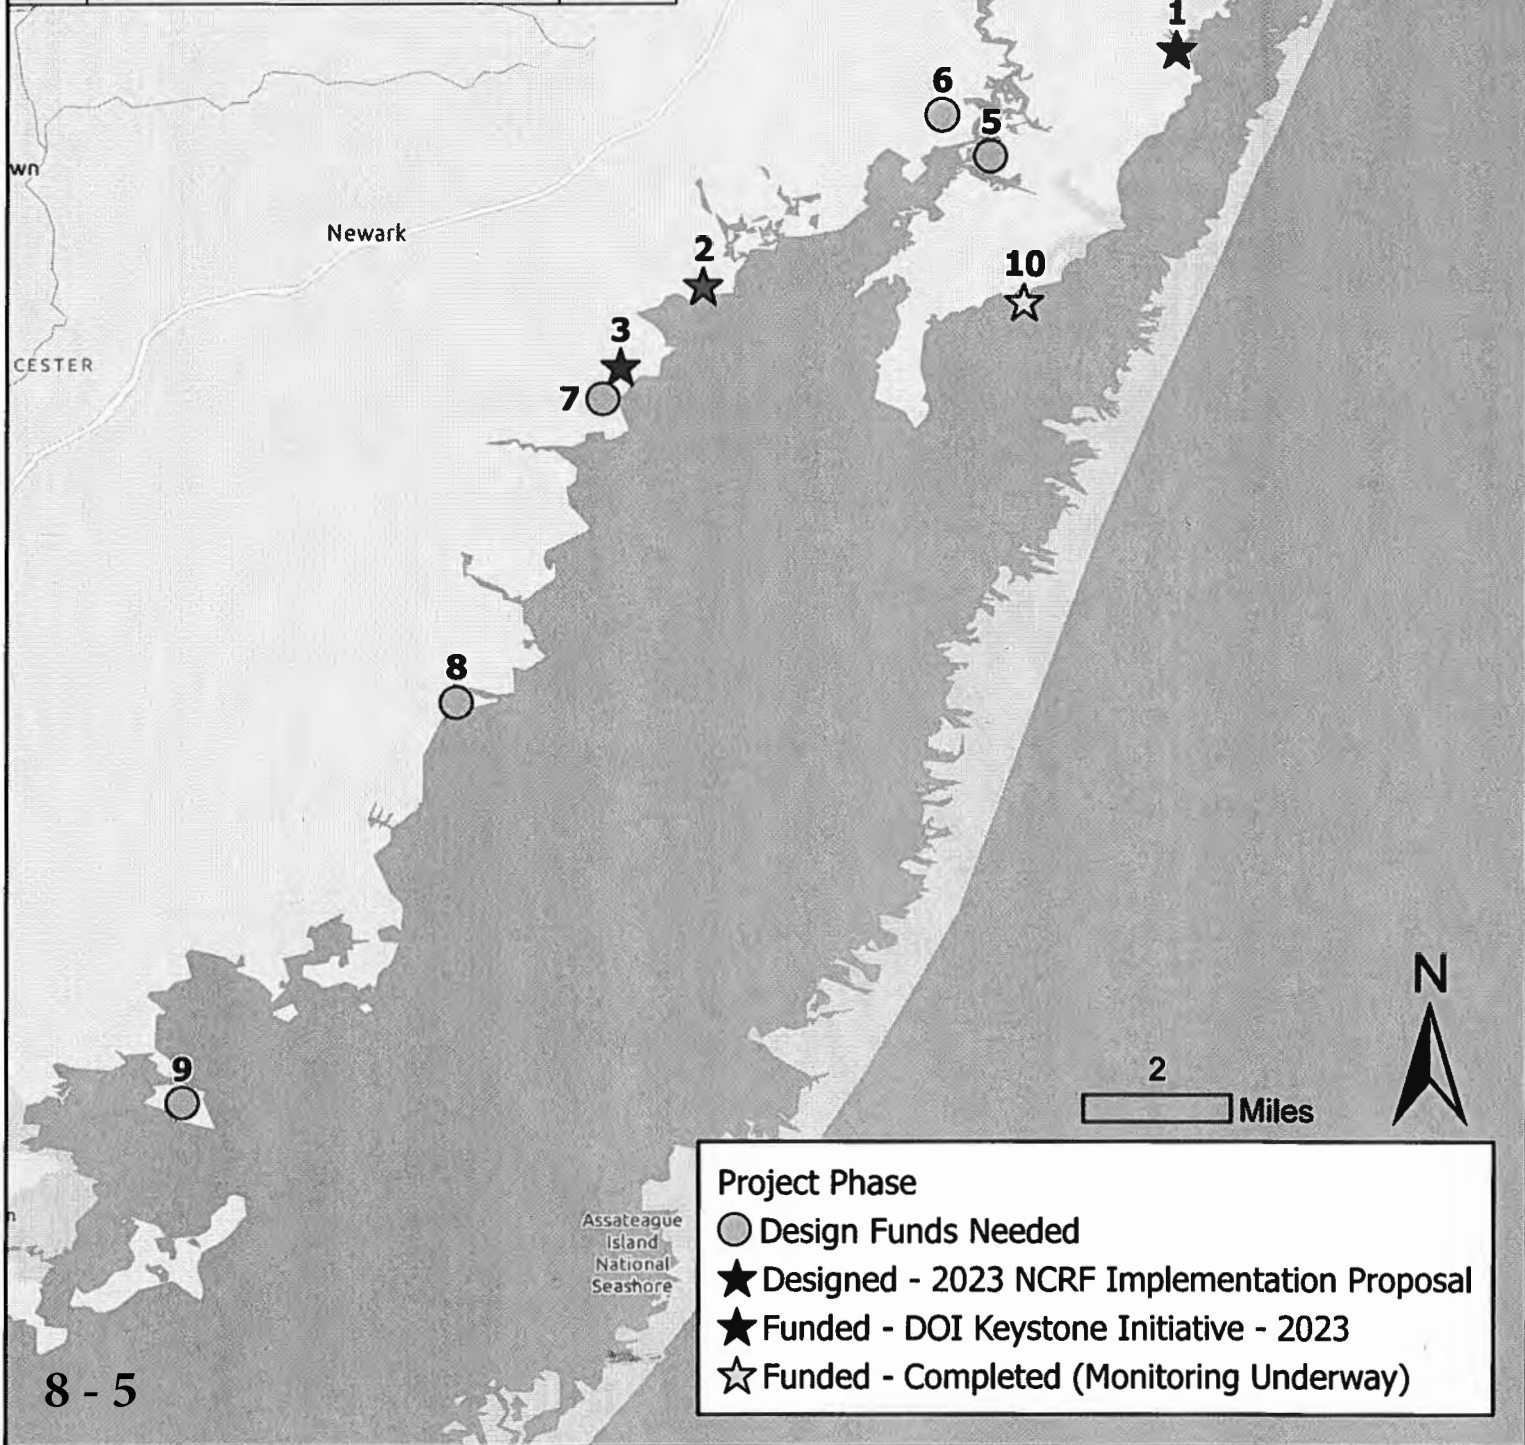 1
6
5
wn
Newark
2
10
3
CESTER
7
8
N
9
2
Miles
n
Assateague
Island
National
Seashore
Project Phase
Design Funds Needed
Designed - 2023 NCRF Implementation Proposal
Funded - DOI Keystone Initiative - 2023
Funded - Completed (Monitoring Underway)
8 - 5